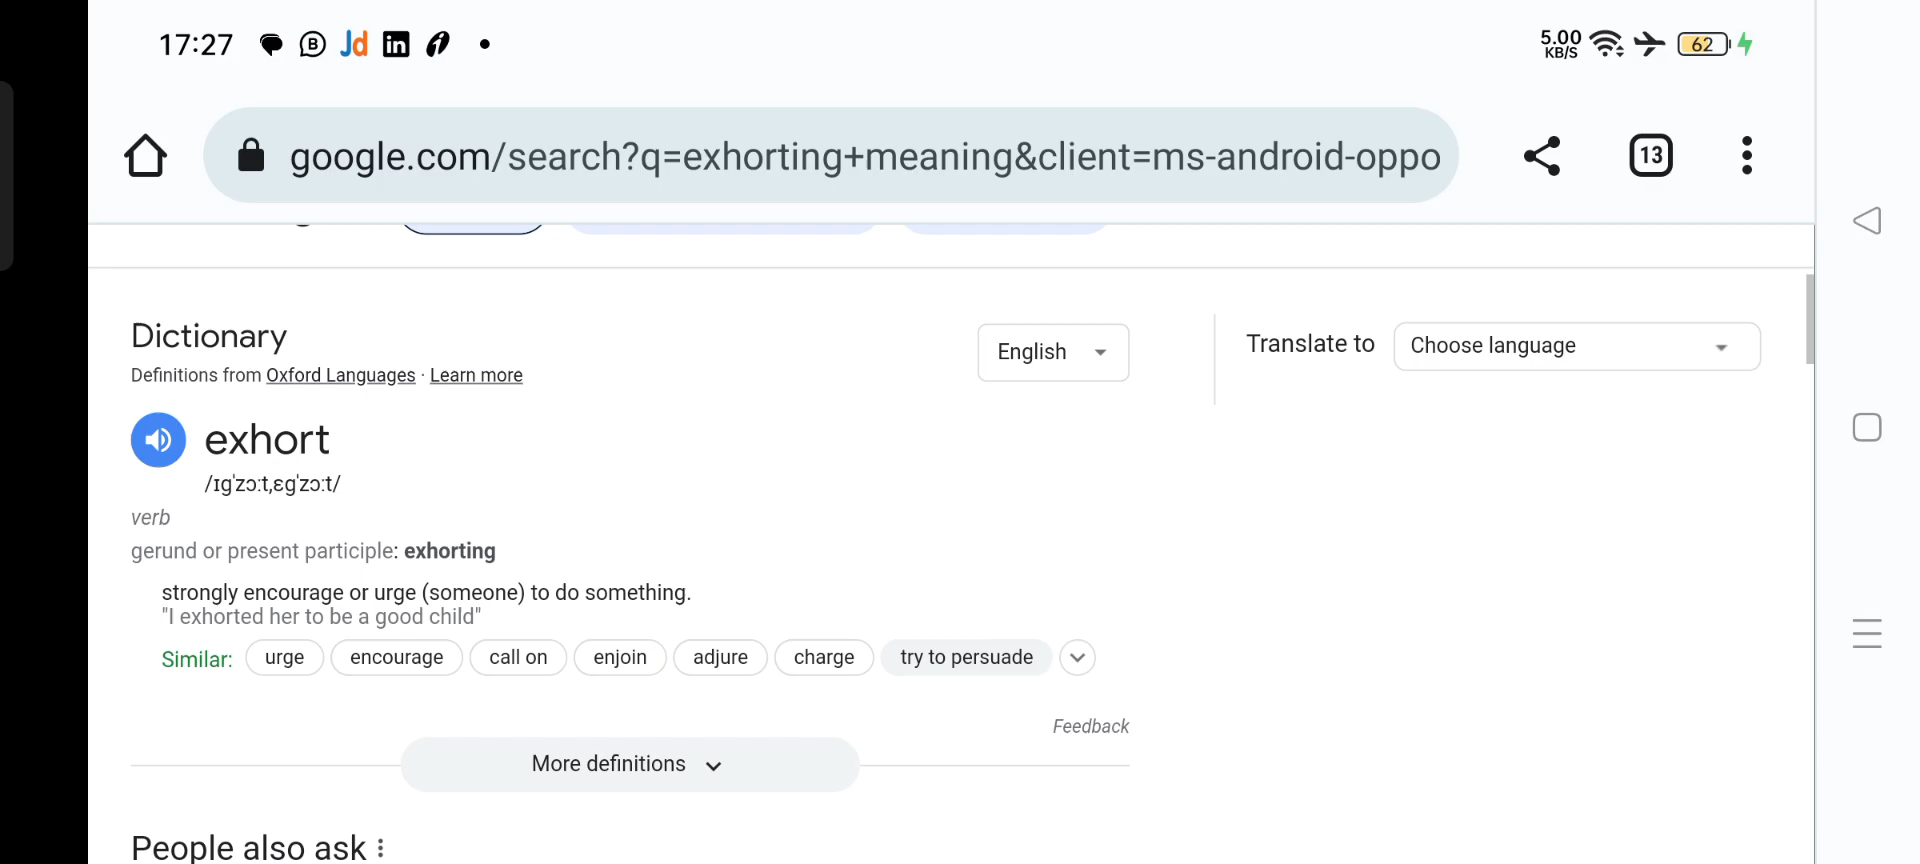 17:27 B Jd in 5.00 KB/S 62
google.com/search?q=exhorting+meaning&client=ms-android-oppo 13
Dictionary English Translate to Choose language
Definitions from Oxford Languages · Learn more
exhort
/ɪɡˈzɔːt,ɛɡˈzɔːt/
verb
gerund or present participle: exhorting
strongly encourage or urge (someone) to do something.
"I exhorted her to be a good child"
Similar: urge encourage call on enjoin adjure charge try to persuade
Feedback
More definitions
People also ask